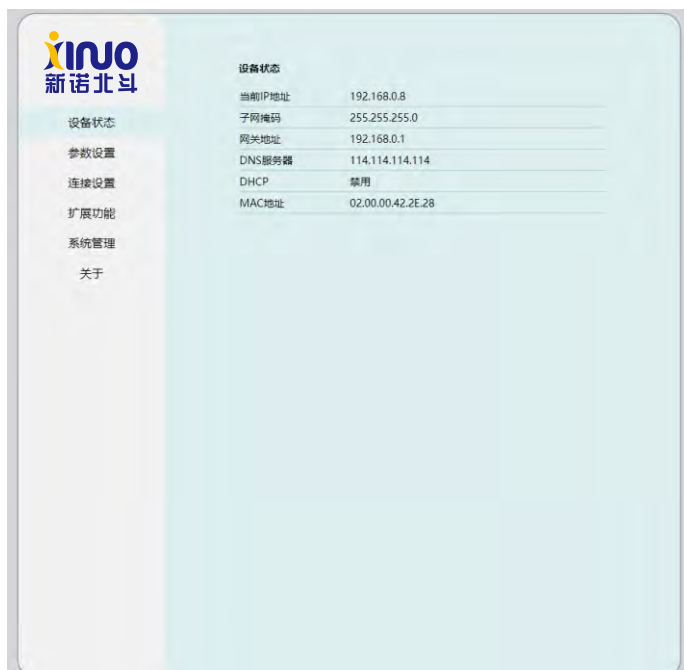 XINUO
新诺北斗
设备状态
参数设置
连接设置
扩展功能
系统管理
关于
设备状态
当前IP地址 192.168.0.8
子网掩码 255.255.255.0
网关地址 192.168.0.1
DNS服务器 114.114.114.114
DHCP 禁用
MAC地址 02.00.00.42.2E.28